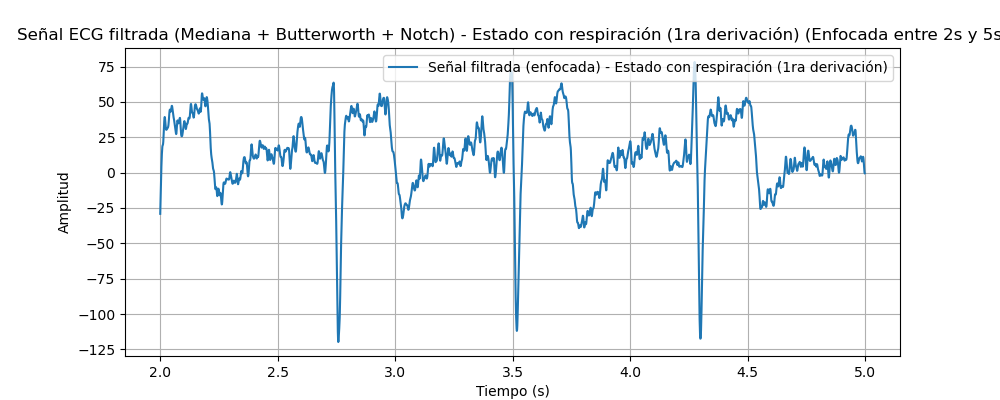 Señal ECG filtrada (Mediana + Butterworth + Notch) - Estado con respiración (1ra derivación) (Enfocada entre 2s y 5s
Señal filtrada (enfocada) - Estado con respiración (1ra derivación)
Amplitud
75
50
25
0
−25
−50
−75
−100
−125
2.0 2.5 3.0 3.5 4.0 4.5 5.0
Tiempo (s)